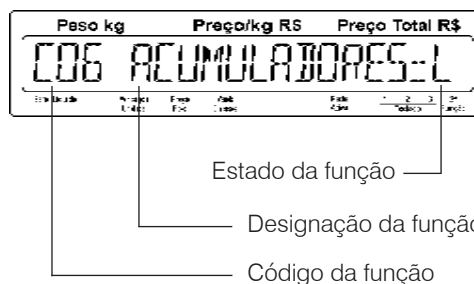 Peso kg Preço/kg R$ Preço Total R$
C06 ACUMULADORES-L
Estado da função
Designação da função
Código da função